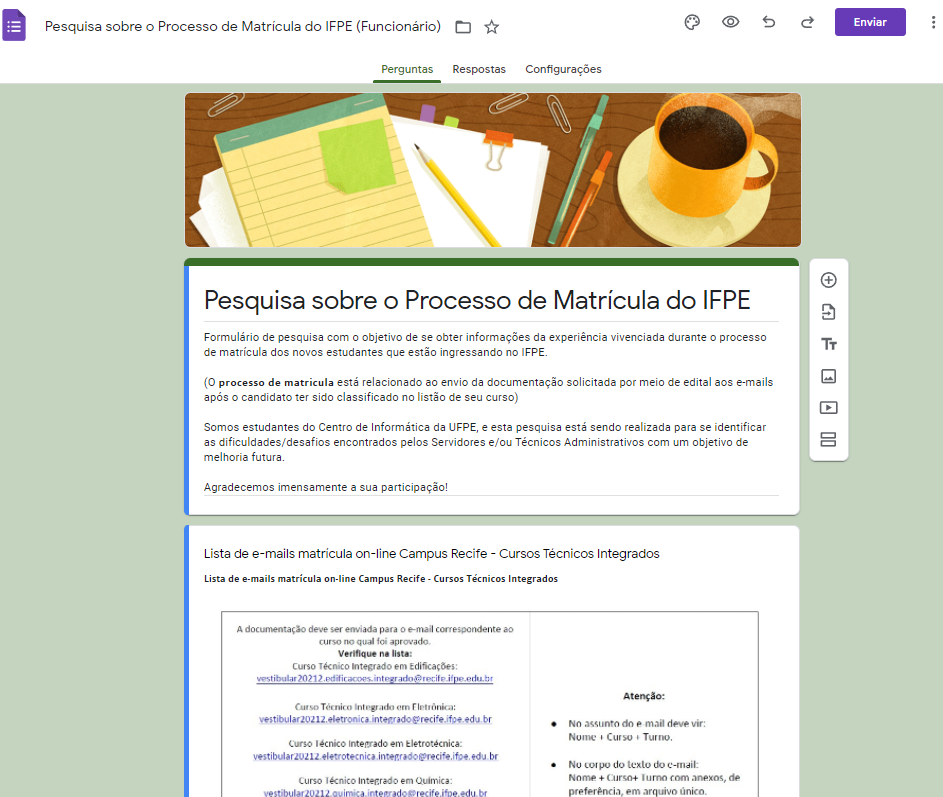 Pesquisa sobre o Processo de Matrícula do IFPE (Funcionário)
Enviar
Perguntas
Respostas
Configurações
Pesquisa sobre o Processo de Matrícula do IFPE
Formulário de pesquisa com o objetivo de se obter informações da experiência vivenciada durante o processo
de matrícula dos novos estudantes que estão ingressando no IFPE.
(O processo de matricula está relacionado ao envio da documentação solicitada por meio de edital aos e-mails
após o candidato ter sido classificado no listão de seu curso)
Somos estudantes do Centro de Informática da UFPE, e esta pesquisa está sendo realizada para se identificar
as dificuldades/desafios encontrados pelos Servidores e/ou Técnicos Administrativos com um objetivo de
melhoria futura.
Agradecemos imensamente a sua participação!
Tт
Lista de e-mails matrícula on-line Campus Recife - Cursos Técnicos Integrados
Lista de e-mails matrícula on-line Campus Recife - Cursos Técnicos Integrados
A documentação deve ser enviada para o e-mail correspondente ao
curso no qual foi aprovado.
Verifique na lista:
Curso Técnico Integrado em Edificações:
vestibular20212.edificacoes.integrado@recife.ifpe.edu.br
Curso Técnico Integrado em Eletrônica:
vestibular20212.eletronica.integrado@recife.ifpe.edu.br
Curso Técnico Integrado em Eletrotécnica:
vestibular20212.eletrotecnica.integrado@recife.ifpe.edu.br
Curso Técnico Integrado em Química:
vestibular20212.quimica.integrado@recife.ifpe.edu.br
Atenção:
● No assunto do e mail deve vir:
Nome + Curso + Turno.
● No corpo do texto do e-mail:
Nome + Curso+ Turno com anexos, de
preferência, em arquivo único.